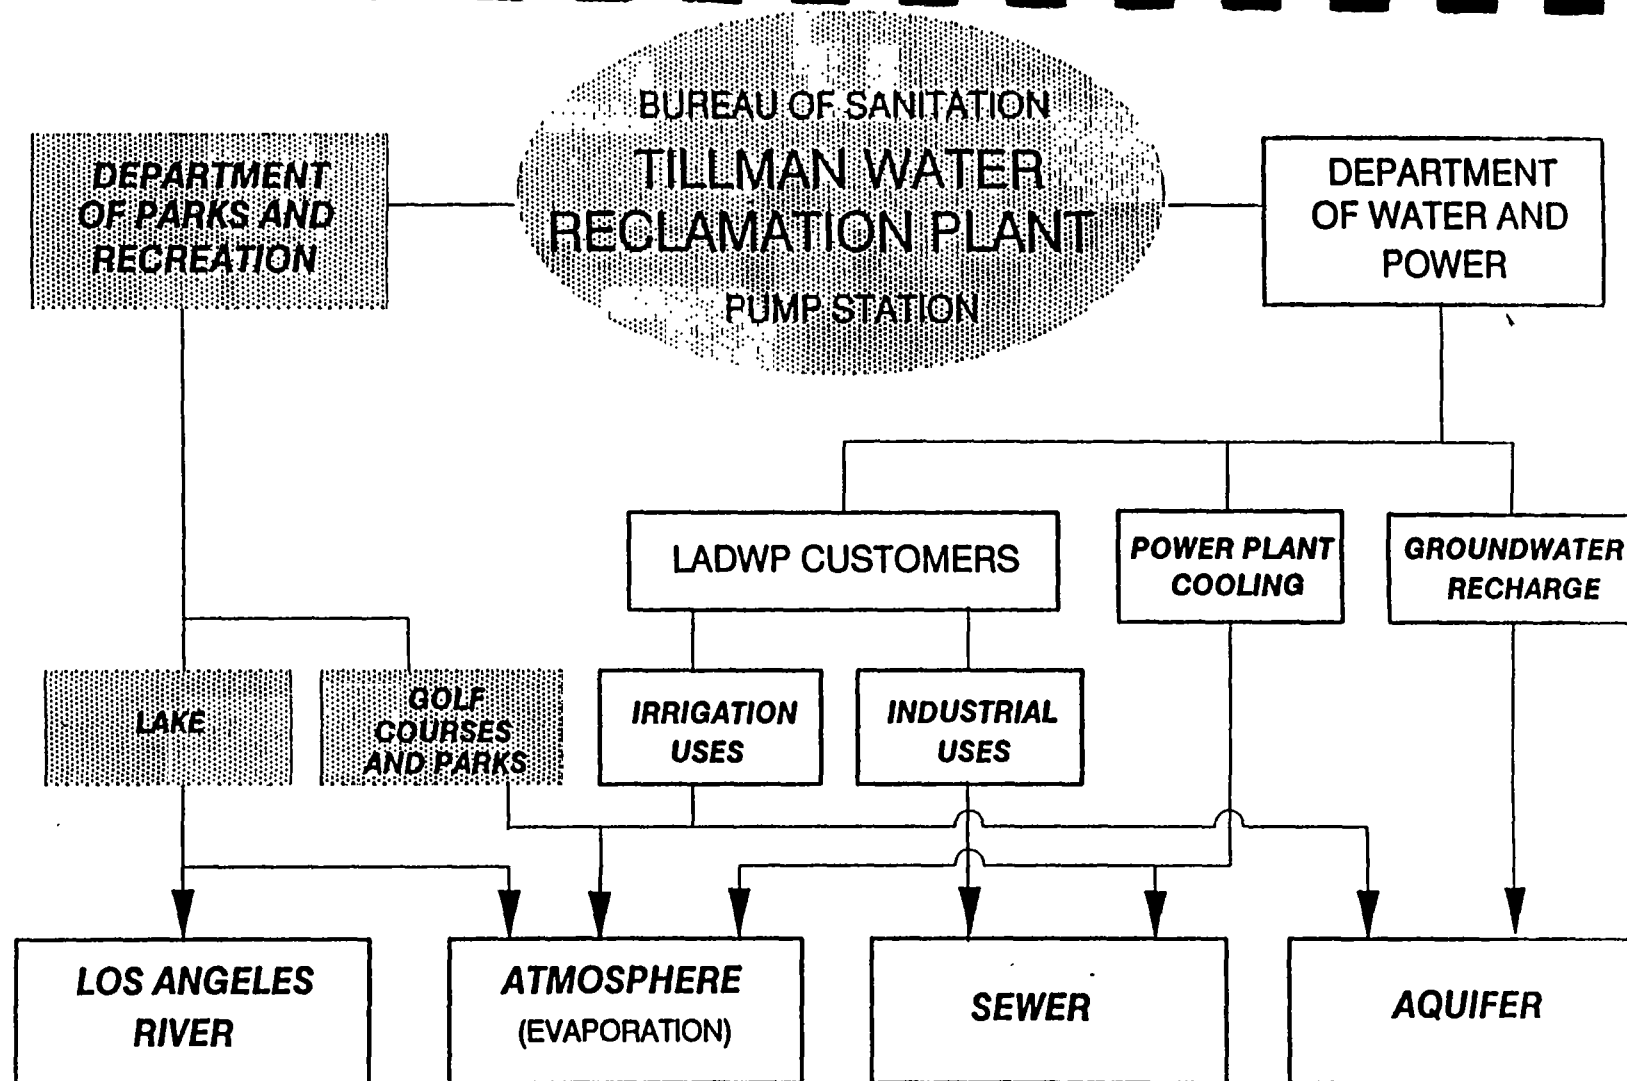 BUREAU OF SANITATION
TILLMAN WATER
RECLAMATION PLANT
PUMP STATION
DEPARTMENT
OF PARKS AND
RECREATION
DEPARTMENT
OF WATER AND
POWER
LADWP CUSTOMERS
POWER PLANT
COOLING
GROUNDWATER
RECHARGE
LAKE
GOLF
COURSES
AND PARKS
IRRIGATION
USES
INDUSTRIAL
USES
LOS ANGELES
RIVER
ATMOSPHERE
(EVAPORATION)
SEWER
AQUIFER